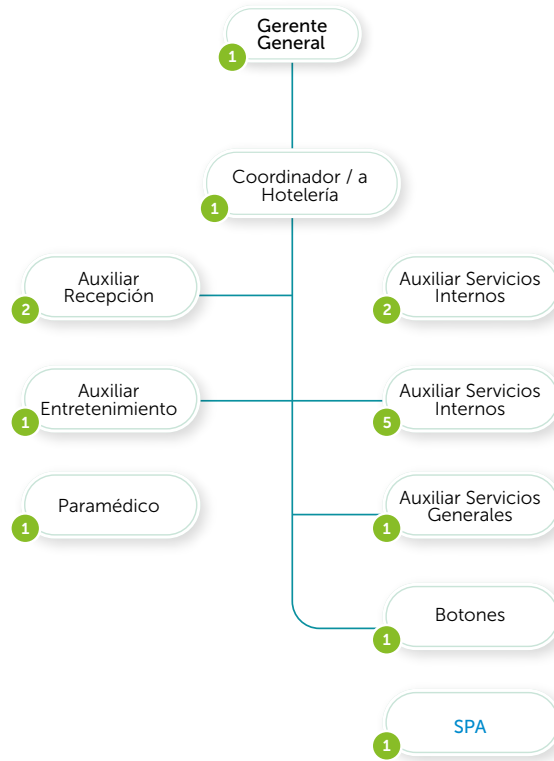 Gerente
General
1
Coordinador / a
Hotelería
1
Auxiliar
Recepción
2
Auxiliar Servicios
Internos
2
Auxiliar
Entretenimiento
1
Auxiliar Servicios
Internos
5
Paramédico
1
Auxiliar Servicios
Generales
1
Botones
1
SPA
1